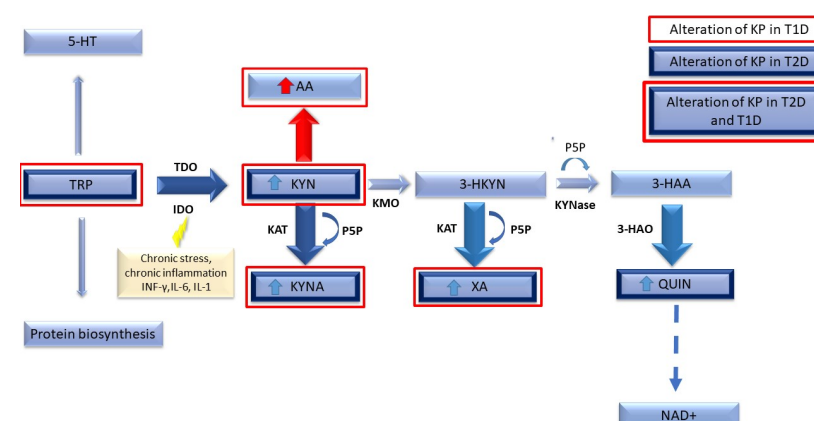 5-HT
Alteration of KP in T1D
Alteration of KP in T2D
Alteration of KP in T2D
and T1D
AA
P5P
TRP
TDO
IDO
KYN
KMO
3-HKYN
KYNase
3-HAA
KAT
P5P
KAT
P5P
3-HAO
Chronic stress,
chronic inflammation
INF-γ,IL-6, IL-1
KYNA
XA
QUIN
Protein biosynthesis
NAD+